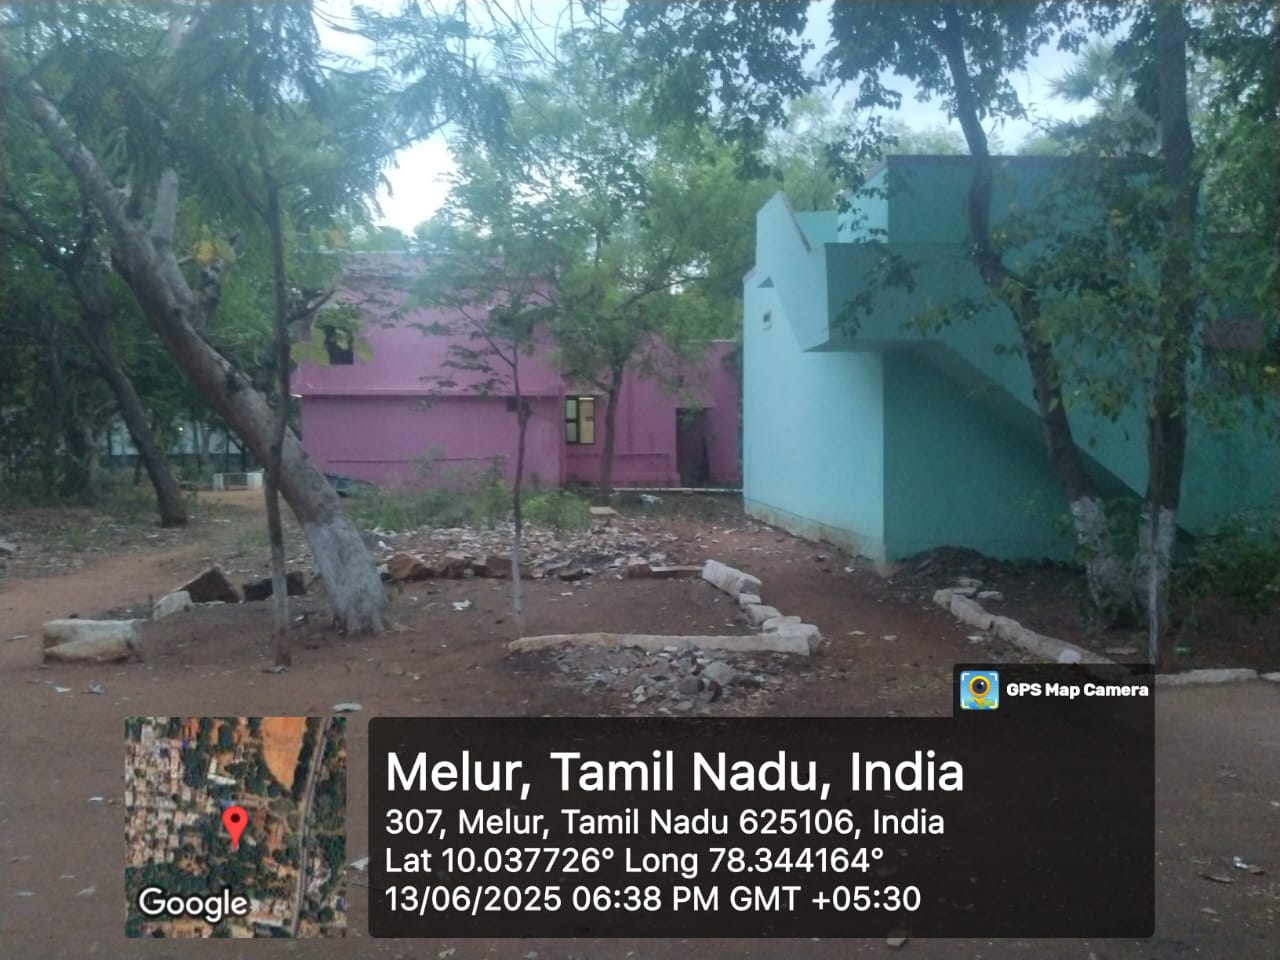 GPS Map Camera
Melur, Tamil Nadu, India
307, Melur, Tamil Nadu 625106, India
Lat 10.037726° Long 78.344164°
13/06/2025 06:38 PM GMT +05:30
Google